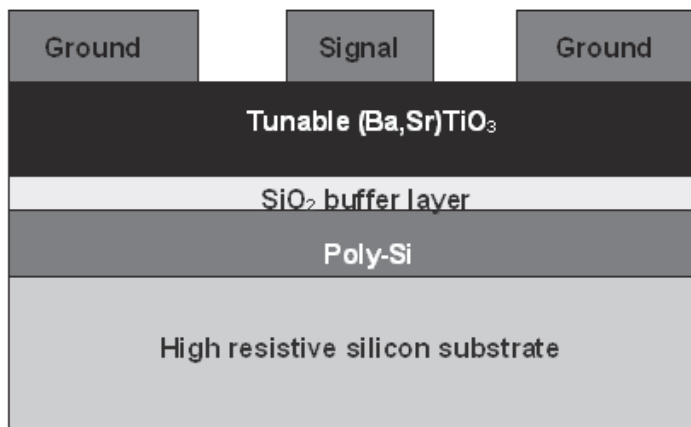 Ground Signal Ground
Tunable (Ba,Sr)TiO₃
SiO₂ buffer layer
Poly-Si
High resistive silicon substrate